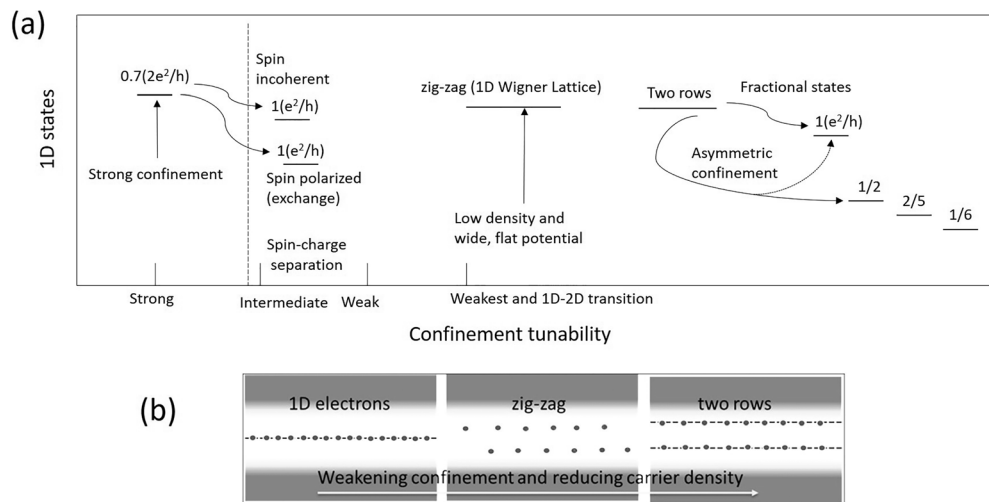 (a)
1D states
0.7(2e²/h)
Strong confinement
Spin
incoherent
1(e²/h)
1(e²/h)
Spin polarized
(exchange)
Spin-charge
separation
zig-zag (1D Wigner Lattice)
Low density and
wide, flat potential
Two rows
Fractional states
1(e²/h)
Asymmetric
confinement
1/2
2/5
1/6
Strong
Intermediate
Weak
Weakest and 1D-2D transition
Confinement tunability
(b)
1D electrons
zig-zag
two rows
Weakening confinement and reducing carrier density